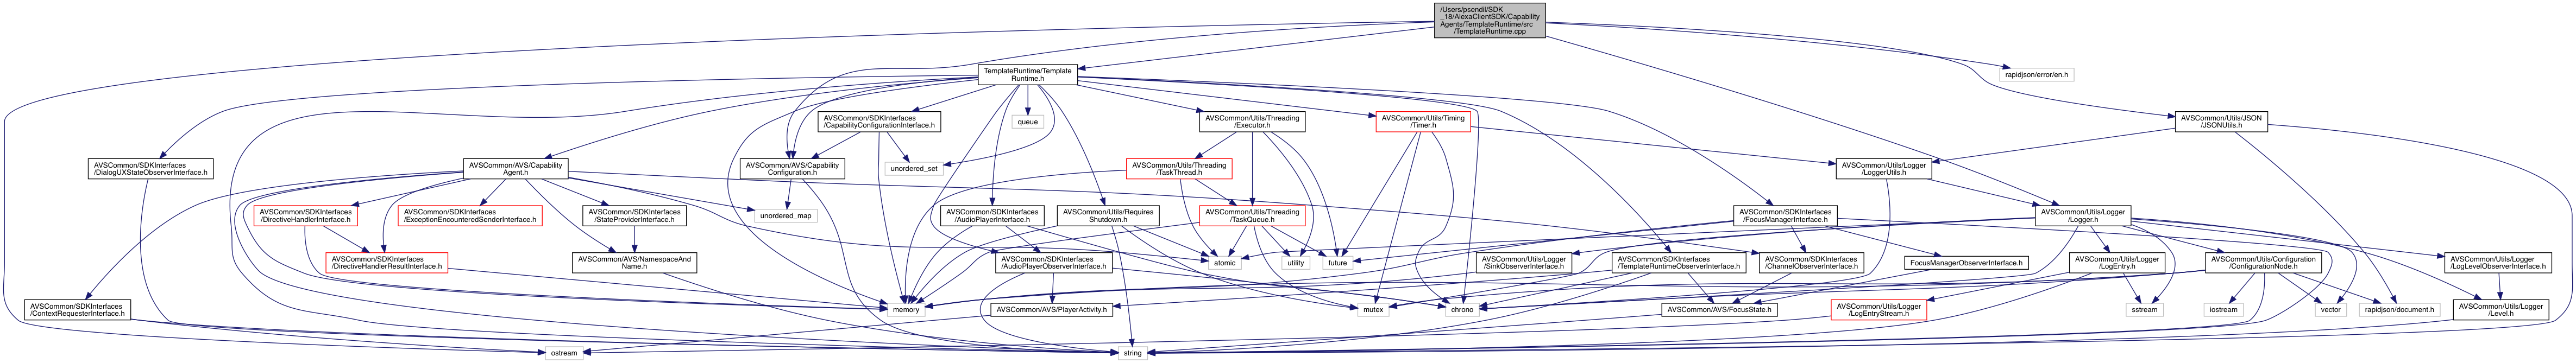 /Users/psendil/SDK
_18/AlexaClientSDK/Capability
Agents/TemplateRuntime/src
/TemplateRuntime.cpp
TemplateRuntime/Template
Runtime.h
rapidjson/error/en.h
AVSCommon/SDKInterfaces
/CapabilityConfigurationInterface.h
queue
AVSCommon/Utils/Threading
/Executor.h
AVSCommon/Utils/Timing
/Timer.h
AVSCommon/Utils/JSON
/JSONUtils.h
AVSCommon/SDKInterfaces
/DialogUXStateObserverInterface.h
AVSCommon/AVS/Capability
Agent.h
AVSCommon/AVS/Capability
Configuration.h
unordered_set
AVSCommon/Utils/Threading
/TaskThread.h
AVSCommon/Utils/Logger
/LoggerUtils.h
AVSCommon/SDKInterfaces
/DirectiveHandlerInterface.h
AVSCommon/SDKInterfaces
/ExceptionEncounteredSenderInterface.h
AVSCommon/SDKInterfaces
/StateProviderInterface.h
unordered_map
AVSCommon/SDKInterfaces
/AudioPlayerInterface.h
AVSCommon/Utils/Requires
Shutdown.h
AVSCommon/Utils/Threading
/TaskQueue.h
AVSCommon/SDKInterfaces
/FocusManagerInterface.h
AVSCommon/Utils/Logger
/Logger.h
AVSCommon/SDKInterfaces
/DirectiveHandlerResultInterface.h
AVSCommon/AVS/NamespaceAnd
Name.h
AVSCommon/SDKInterfaces
/AudioPlayerObserverInterface.h
atomic
utility
future
AVSCommon/Utils/Logger
/SinkObserverInterface.h
AVSCommon/SDKInterfaces
/TemplateRuntimeObserverInterface.h
AVSCommon/SDKInterfaces
/ChannelObserverInterface.h
FocusManagerObserverInterface.h
AVSCommon/Utils/Logger
/LogEntry.h
AVSCommon/Utils/Configuration
/ConfigurationNode.h
AVSCommon/Utils/Logger
/LogLevelObserverInterface.h
AVSCommon/SDKInterfaces
/ContextRequesterInterface.h
memory
AVSCommon/AVS/PlayerActivity.h
mutex
chrono
AVSCommon/AVS/FocusState.h
AVSCommon/Utils/Logger
/LogEntryStream.h
sstream
iostream
vector
rapidjson/document.h
AVSCommon/Utils/Logger
/Level.h
ostream
string